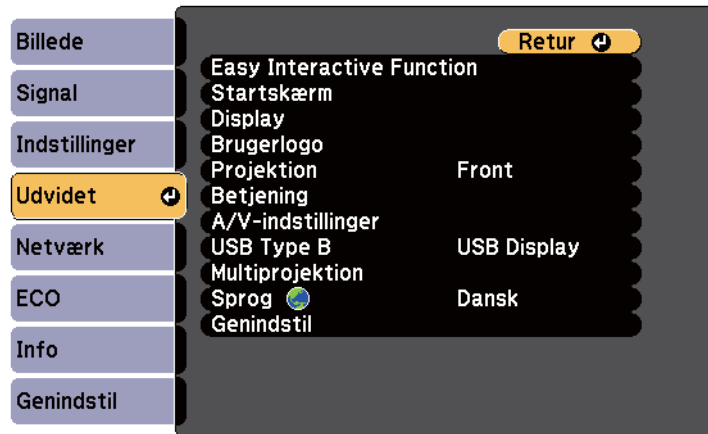 Billede
Signal
Indstillinger
Udvidet
Netværk
ECO
Info
Genindstil
Retur
Easy Interactive Function
Startskærm
Display
Brugerlogo
Projektion Front
Betjening
A/V-indstillinger
USB Type B USB Display
Multiprojektion
Sprog Dansk
Genindstil